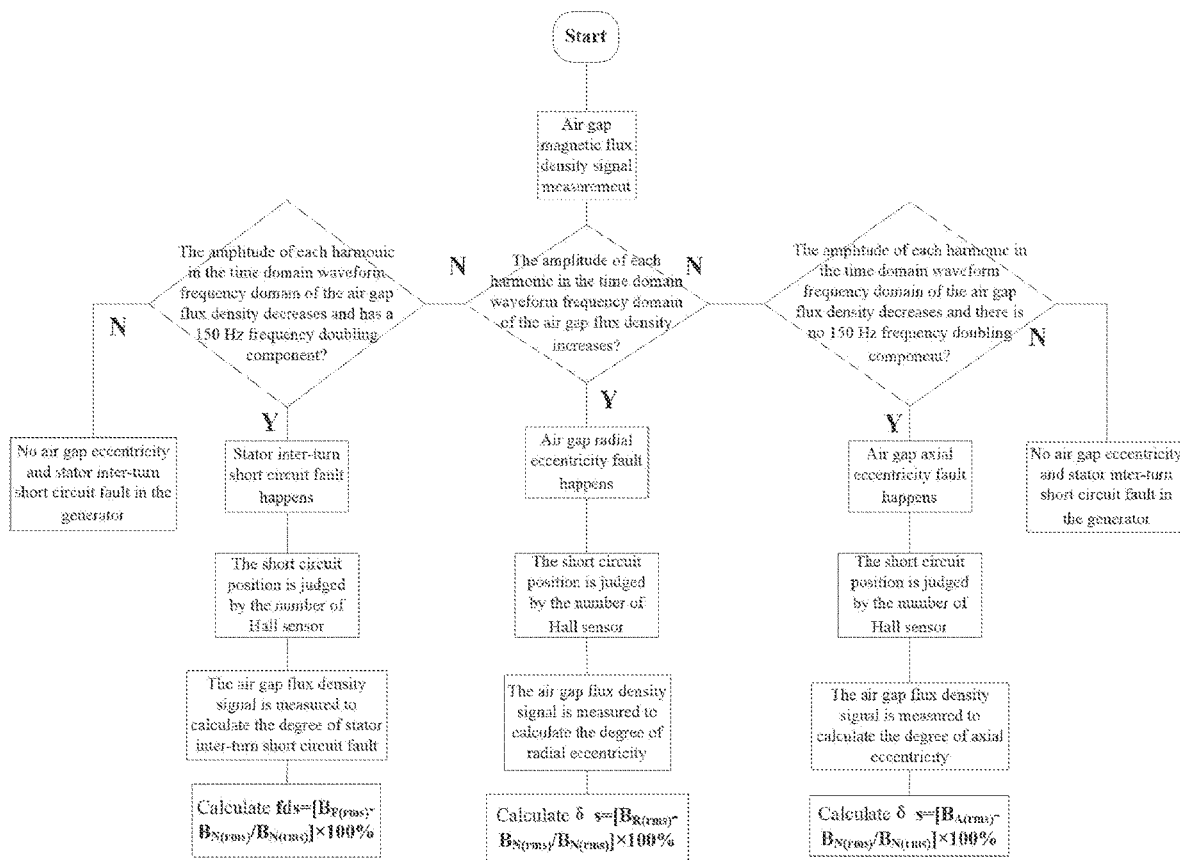 Start
Air gap
magnetic flux
density signal
measurement
The amplitude of each harmonic
in the time domain waveform
frequency domain of the air gap
flux density decreases and has a
150 Hz frequency doubling
component?
N
N
The amplitude of each
harmonic in the time domain
waveform frequency domain
of the air gap flux density
increases?
N
The amplitude of each harmonic in
the time domain waveform
frequency domain of the air gap
flux density decreases and there is
no 150 Hz frequency doubling
component?
N
Y
Y
Y
No air gap eccentricity
and stator inter-turn
short circuit fault in the
generator
Stator inter-turn
short circuit fault
happens
Air gap radial
eccentricity fault
happens
Air gap axial
eccentricity fault
happens
No air gap eccentricity
and stator inter-turn
short circuit fault in
the generator
The short circuit
position is judged
by the number of
Hall sensor
The short circuit
position is judged
by the number of
Hall sensor
The short circuit
position is judged
by the number of
Hall sensor
The air gap flux density
signal is measured to
calculate the degree of stator
inter-turn short circuit fault
The air gap flux density
signal is measured to
calculate the degree of
radial eccentricity
The air gap flux density
signal is measured to
calculate the degree of axial
eccentricity
Calculate fds=[BF(rms)-
BN(rms)/BN(rms)]×100%
Calculate δ s=[BR(rms)-
BN(rms)/BN(rms)]×100%
Calculate δ s=[BA(rms)-
BN(rms)/BN(rms)]×100%